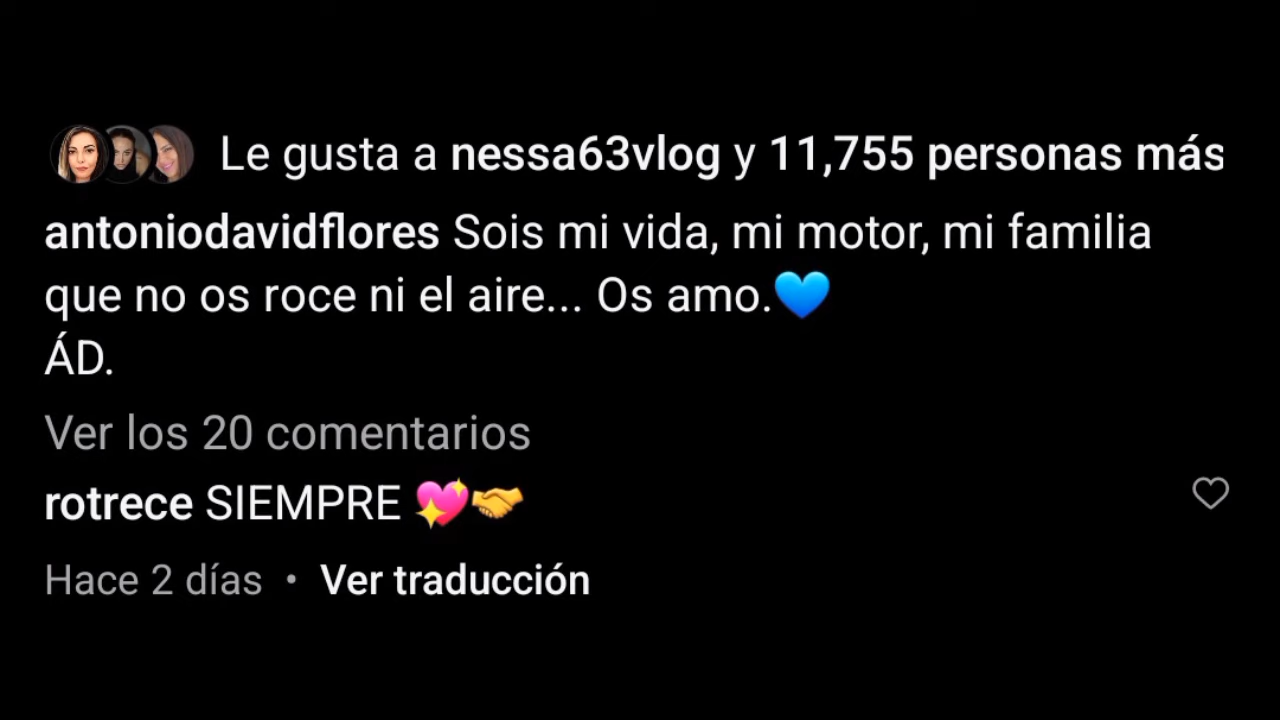 Le gusta a nessa63vlog y 11,755 personas más
antoniodavidflores Sois mi vida, mi motor, mi familia
que no os roce ni el aire... Os amo.💙
ÁD.
Ver los 20 comentarios
rotrece SIEMPRE 💖🤝
Hace 2 días • Ver traducción